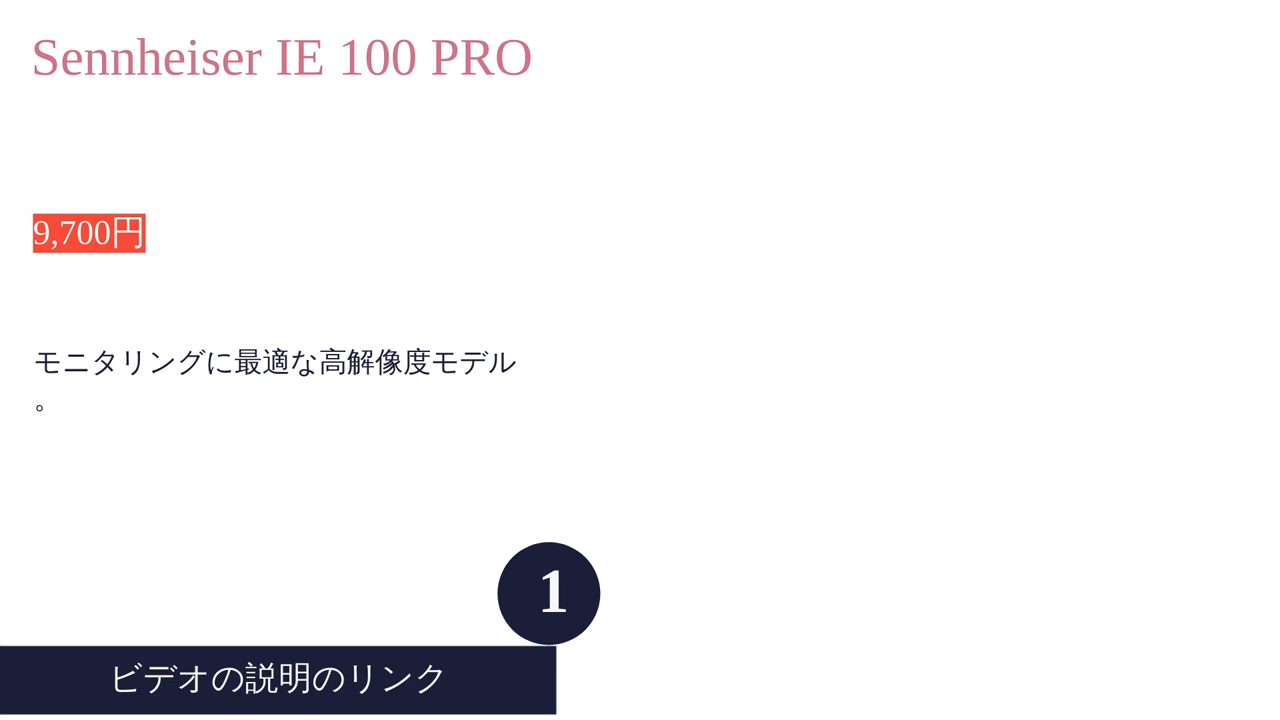 Sennheiser IE 100 PRO
9,700円
モニタリングに最適な高解像度モデル
。
1
ビデオの説明のリンク